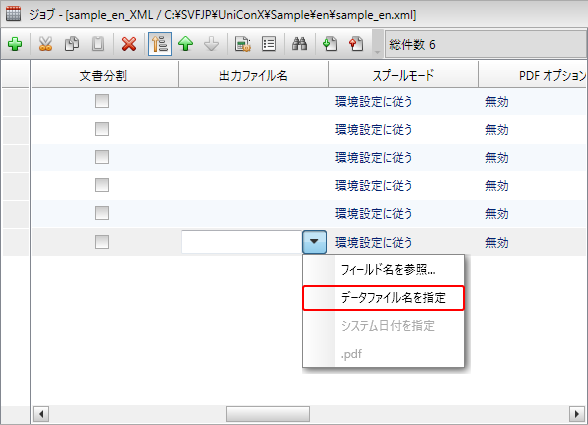 ジョブ - [sample_en_XML / C:¥SVFJP¥UniConX¥Sample¥en¥sample_en.xml]
総件数 6
文書分割 出力ファイル名 スプールモード PDF オプション
環境設定に従う 無効
環境設定に従う 無効
環境設定に従う 無効
環境設定に従う 無効
環境設定に従う 無効
環境設定に従う 無効
フィールド名を参照...
データファイル名を指定
システム日付を指定
.pdf